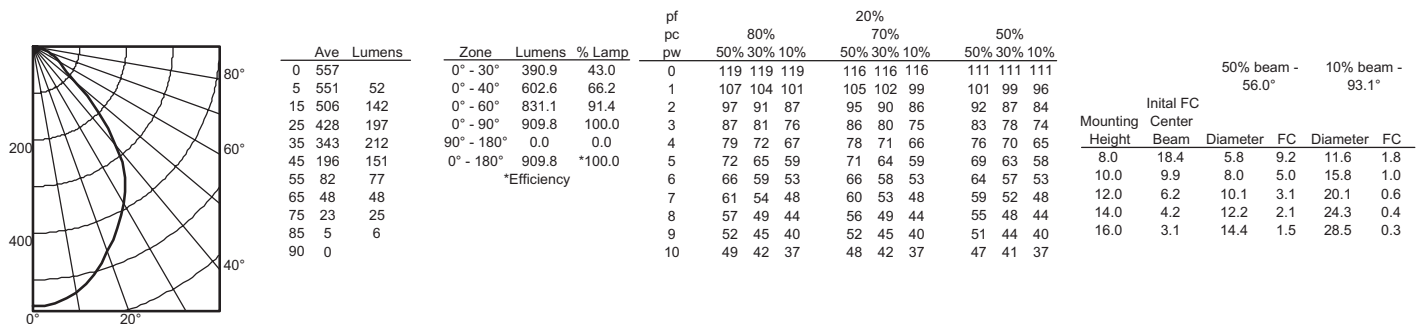 80°
60°
40°
200
400
0°
20°
Ave Lumens
0 557
5 551 52
15 506 142
25 428 197
35 343 212
45 196 151
55 82 77
65 48 48
75 23 25
85 5 6
90 0
Zone Lumens % Lamp
0° - 30° 390.9 43.0
0° - 40° 602.6 66.2
0° - 60° 831.1 91.4
0° - 90° 909.8 100.0
90° - 180° 0.0 0.0
0° - 180° 909.8 *100.0
*Efficiency
pf 20%
pc 80% 70% 50%
pw 50% 30% 10% 50% 30% 10% 50% 30% 10%
0 119 119 119 116 116 116 111 111 111
1 107 104 101 105 102 99 101 99 96
2 97 91 87 95 90 86 92 87 84
3 87 81 76 86 80 75 83 78 74
4 79 72 67 78 71 66 76 70 65
5 72 65 59 71 64 59 69 63 58
6 66 59 53 66 58 53 64 57 53
7 61 54 48 60 53 48 59 52 48
8 57 49 44 56 49 44 55 48 44
9 52 45 40 52 45 40 51 44 40
10 49 42 37 48 42 37 47 41 37
50% beam - 10% beam -
56.0° 93.1°
Inital FC
Mounting Center
Height Beam Diameter FC Diameter FC
8.0 18.4 5.8 9.2 11.6 1.8
10.0 9.9 8.0 5.0 15.8 1.0
12.0 6.2 10.1 3.1 20.1 0.6
14.0 4.2 12.2 2.1 24.3 0.4
16.0 3.1 14.4 1.5 28.5 0.3